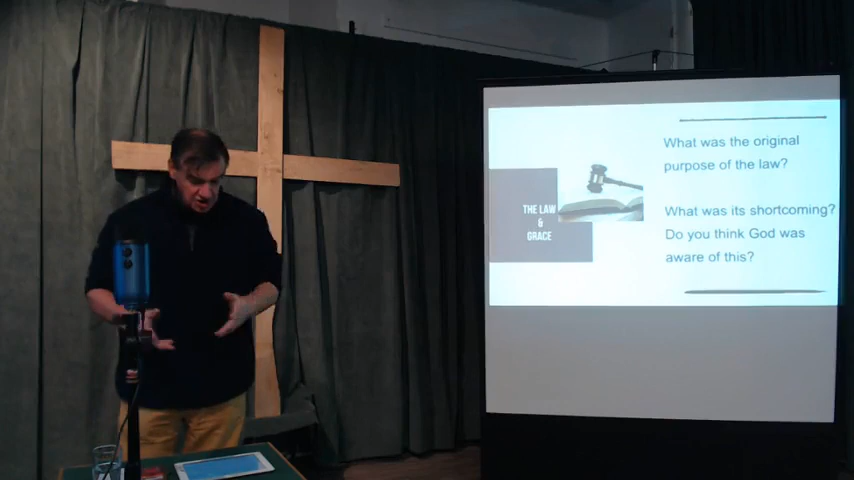 THE LAW
&
GRACE
What was the original
purpose of the law?
What was its shortcoming?
Do you think God was
aware of this?